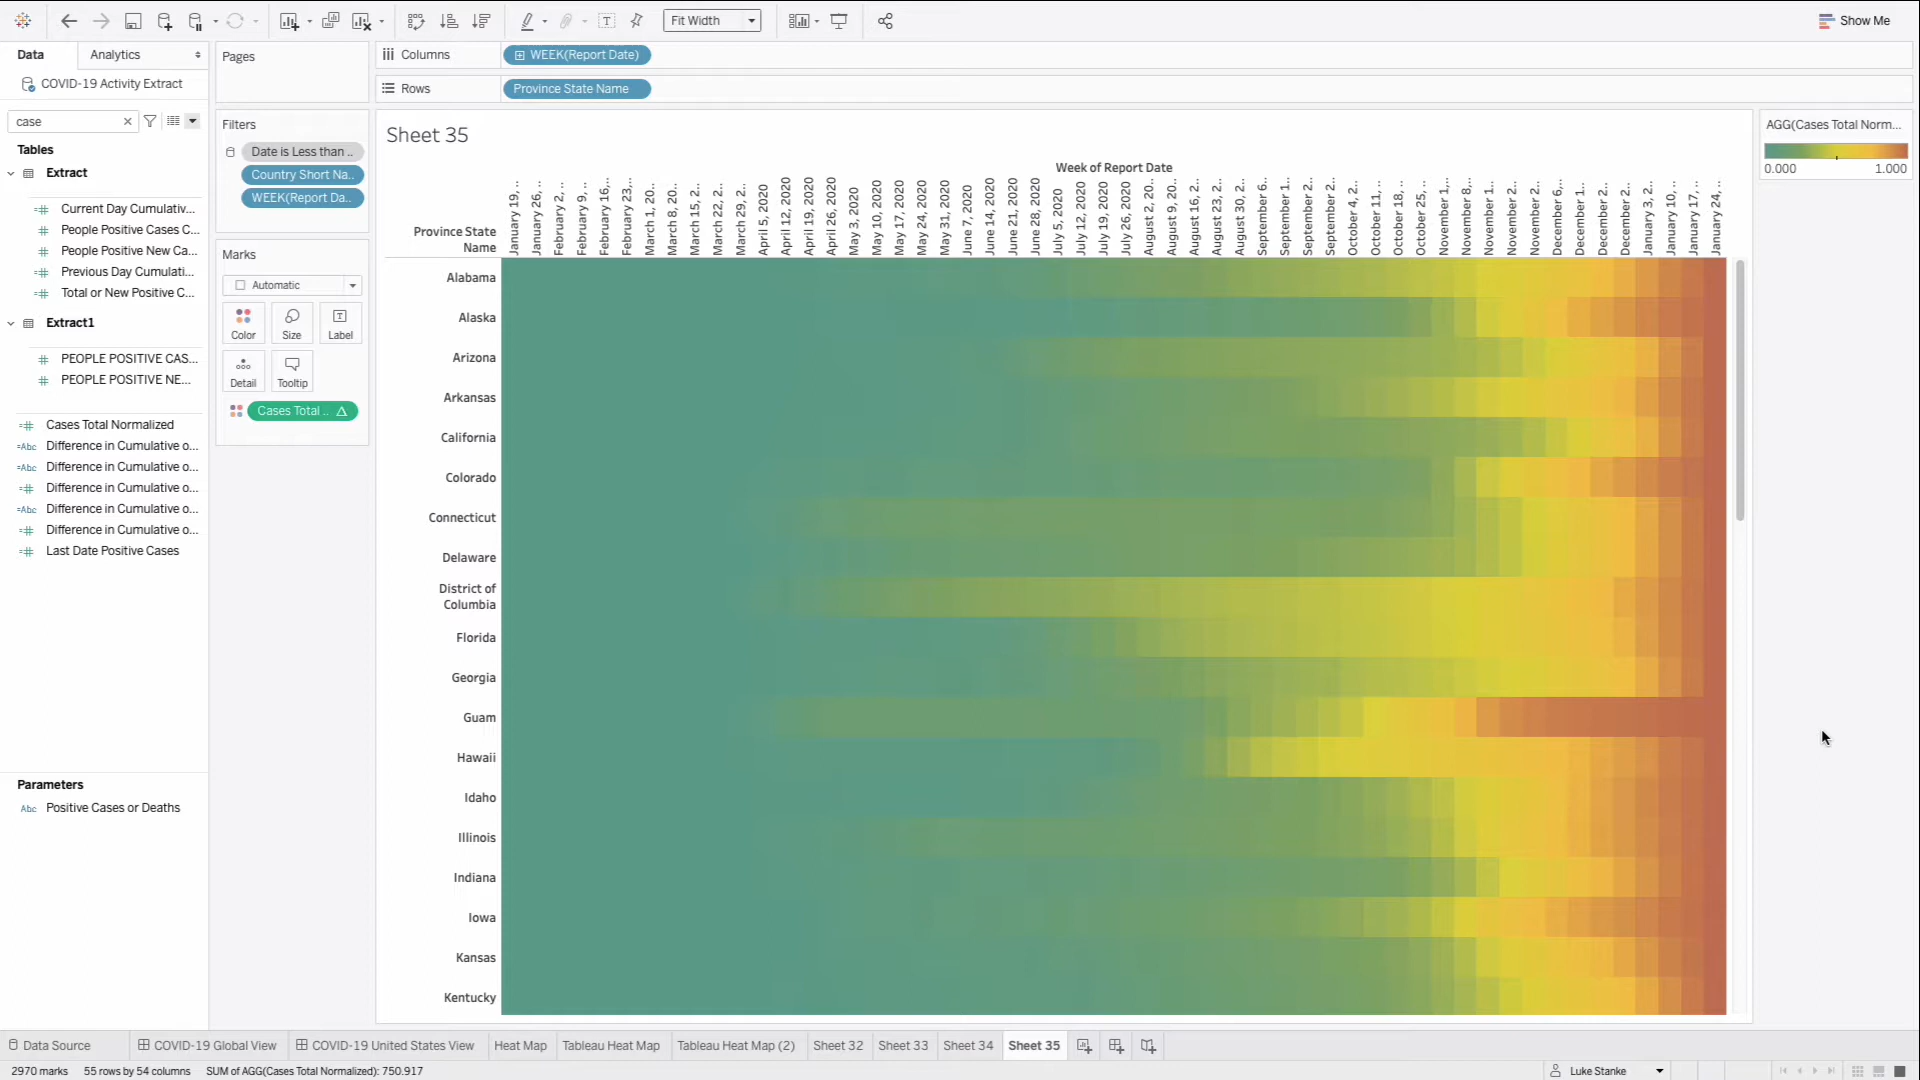 Fit Width
Show Me
Data
Analytics
COVID-19 Activity Extract
case
Tables
Extract
Current Day Cumulativ...
People Positive Cases C...
People Positive New Ca...
Previous Day Cumulati...
Total or New Positive C...
Extract1
PEOPLE POSITIVE CAS...
PEOPLE POSITIVE NE...
Cases Total Normalized
Difference in Cumulative o...
Difference in Cumulative o...
Difference in Cumulative o...
Difference in Cumulative o...
Difference in Cumulative o...
Last Date Positive Cases
Parameters
Abc Positive Cases or Deaths
Pages
Filters
Date is Less than ..
Country Short Na..
WEEK(Report Da..
Marks
Automatic
Color
Size
Label
Detail
Tooltip
Cases Total ..
Columns
WEEK(Report Date)
Rows
Province State Name
Sheet 35
Week of Report Date
Province State
Name
January 19, ..
January 26, ..
February 2, ..
February 9, ..
February 16,..
February 23,..
March 1, 20..
March 8, 20..
March 15, 2..
March 22, 2..
March 29, 2..
April 5, 2020
April 12, 2020
April 19, 2020
April 26, 2020
May 3, 2020
May 10, 2020
May 17, 2020
May 24, 2020
May 31, 2020
June 7, 2020
June 14, 2020
June 21, 2020
June 28, 2020
July 5, 2020
July 12, 2020
July 19, 2020
July 26, 2020
August 2, 20..
August 9, 20..
August 16, 2..
August 23, 2..
August 30, 2..
September 6..
September 1..
September 2..
September 2..
October 4, 2..
October 11, ..
October 18, ..
October 25, ..
November 1,..
November 8,..
November 1..
November 2..
November 2..
December 6,..
December 1..
December 2..
December 2..
January 3, 2..
January 10, ..
January 17, ..
January 24, ..
Alabama
Alaska
Arizona
Arkansas
California
Colorado
Connecticut
Delaware
District of
Columbia
Florida
Georgia
Guam
Hawaii
Idaho
Illinois
Indiana
Iowa
Kansas
Kentucky
AGG(Cases Total Norm...
0.000 1.000
Data Source
COVID-19 Global View
COVID-19 United States View
Heat Map
Tableau Heat Map
Tableau Heat Map (2)
Sheet 32
Sheet 33
Sheet 34
Sheet 35
2970 marks 55 rows by 54 columns SUM of AGG(Cases Total Normalized): 750.917
Luke Stanke